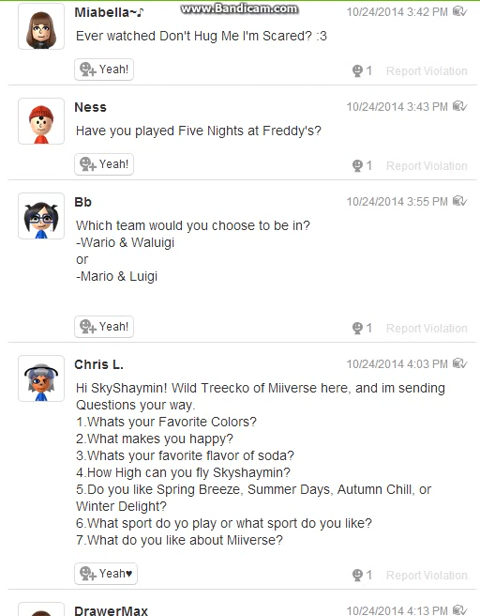 www.Bandicam.com
Miabella~♪ 10/24/2014 3:42 PM
Ever watched Don't Hug Me I'm Scared? :3
Yeah! 1 Report Violation
Ness 10/24/2014 3:43 PM
Have you played Five Nights at Freddy's?
Yeah! 1 Report Violation
Bb 10/24/2014 3:55 PM
Which team would you choose to be in?
-Wario & Waluigi
or
-Mario & Luigi
Yeah! 1 Report Violation
Chris L. 10/24/2014 4:03 PM
Hi SkyShaymin! Wild Treecko of Miiverse here, and im sending
Questions your way.
1.Whats your Favorite Colors?
2.What makes you happy?
3.Whats your favorite flavor of soda?
4.How High can you fly Skyshaymin?
5.Do you like Spring Breeze, Summer Days, Autumn Chill, or
Winter Delight?
6.What sport do yo play or what sport do you like?
7.What do you like about Miiverse?
Yeah♥ 1 Report Violation
DrawerMax 10/24/2014 4:13 PM